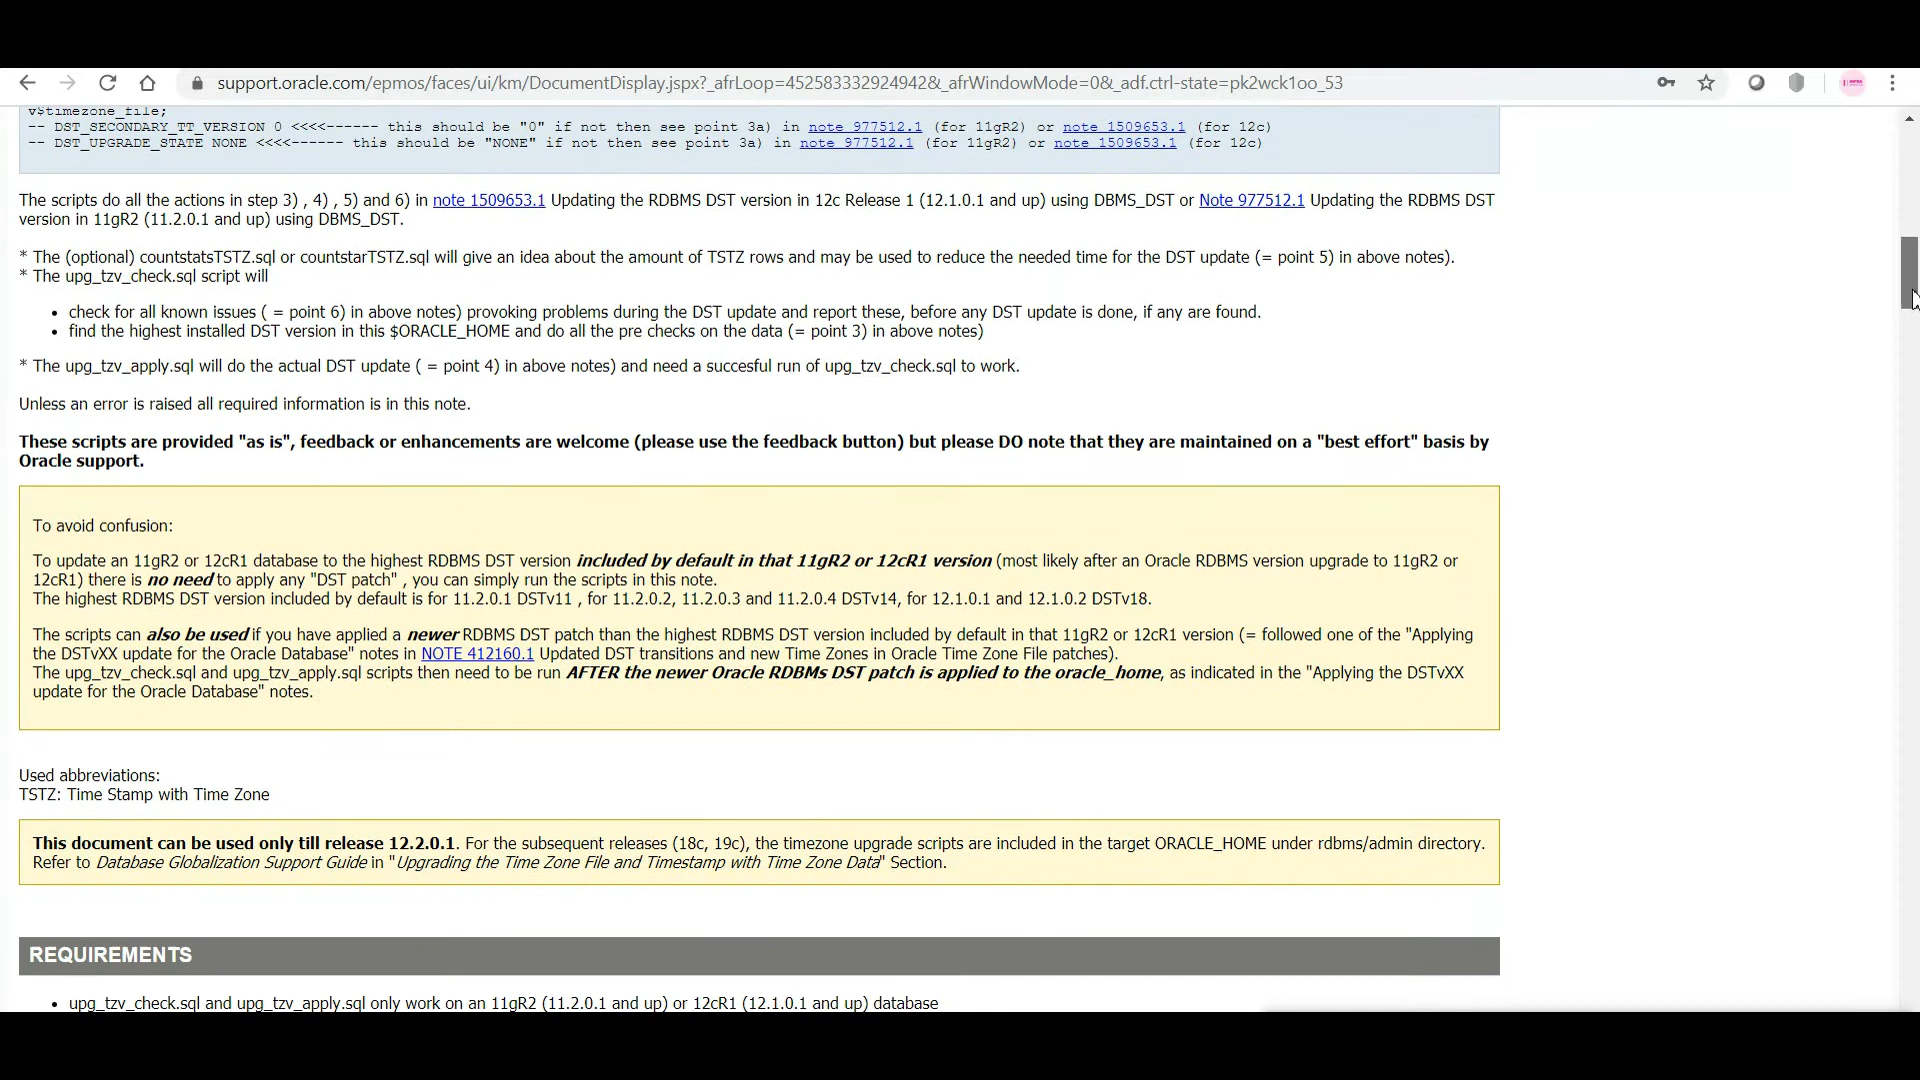 support.oracle.com/epmos/faces/ui/km/DocumentDisplay.jspx?_afrLoop=452583332924942&_afrWindowMode=0&_adf.ctrl-state=pk2wck1oo_53
v$timezone_file;
-- DST_SECONDARY_TT_VERSION 0 <<<<------ this should be "0" if not then see point 3a) in note 977512.1 (for 11gR2) or note 1509653.1 (for 12c)
-- DST_UPGRADE_STATE NONE <<<<------ this should be "NONE" if not then see point 3a) in note 977512.1 (for 11gR2) or note 1509653.1 (for 12c)
The scripts do all the actions in step 3) , 4) , 5) and 6) in note 1509653.1 Updating the RDBMS DST version in 12c Release 1 (12.1.0.1 and up) using DBMS_DST or Note 977512.1 Updating the RDBMS DST
version in 11gR2 (11.2.0.1 and up) using DBMS_DST.
* The (optional) countstatsTSTZ.sql or countstarTSTZ.sql will give an idea about the amount of TSTZ rows and may be used to reduce the needed time for the DST update (= point 5) in above notes).
* The upg_tzv_check.sql script will
• check for all known issues ( = point 6) in above notes) provoking problems during the DST update and report these, before any DST update is done, if any are found.
• find the highest installed DST version in this $ORACLE_HOME and do all the pre checks on the data (= point 3) in above notes)
* The upg_tzv_apply.sql will do the actual DST update ( = point 4) in above notes) and need a succesful run of upg_tzv_check.sql to work.
Unless an error is raised all required information is in this note.
These scripts are provided "as is", feedback or enhancements are welcome (please use the feedback button) but please DO note that they are maintained on a "best effort" basis by
Oracle support.
To avoid confusion:
To update an 11gR2 or 12cR1 database to the highest RDBMS DST version included by default in that 11gR2 or 12cR1 version (most likely after an Oracle RDBMS version upgrade to 11gR2 or
12cR1) there is no need to apply any "DST patch" , you can simply run the scripts in this note.
The highest RDBMS DST version included by default is for 11.2.0.1 DSTv11 , for 11.2.0.2, 11.2.0.3 and 11.2.0.4 DSTv14, for 12.1.0.1 and 12.1.0.2 DSTv18.
The scripts can also be used if you have applied a newer RDBMS DST patch than the highest RDBMS DST version included by default in that 11gR2 or 12cR1 version (= followed one of the "Applying
the DSTvXX update for the Oracle Database" notes in NOTE 412160.1 Updated DST transitions and new Time Zones in Oracle Time Zone File patches).
The upg_tzv_check.sql and upg_tzv_apply.sql scripts then need to be run AFTER the newer Oracle RDBMs DST patch is applied to the oracle_home, as indicated in the "Applying the DSTvXX
update for the Oracle Database" notes.
Used abbreviations:
TSTZ: Time Stamp with Time Zone
This document can be used only till release 12.2.0.1. For the subsequent releases (18c, 19c), the timezone upgrade scripts are included in the target ORACLE_HOME under rdbms/admin directory.
Refer to Database Globalization Support Guide in "Upgrading the Time Zone File and Timestamp with Time Zone Data" Section.
REQUIREMENTS
• upg_tzv_check.sql and upg_tzv_apply.sql only work on an 11gR2 (11.2.0.1 and up) or 12cR1 (12.1.0.1 and up) database